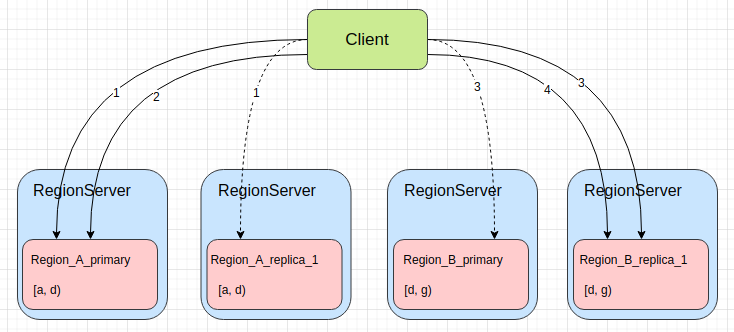 Client
1
2
1
3
4
3
RegionServer
RegionServer
RegionServer
RegionServer
Region_A_primary
[a, d)
Region_A_replica_1
[a, d)
Region_B_primary
[d, g)
Region_B_replica_1
[d, g)